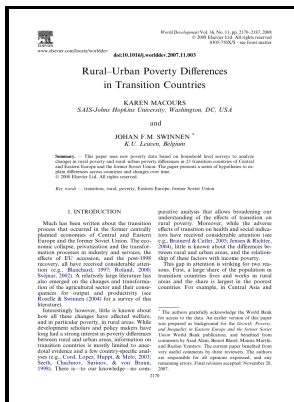 World Development Vol. 36, No. 11, pp. 2170–2187, 2008
© 2008 Elsevier Ltd. All rights reserved
0305-750X/$ - see front matter
www.elsevier.com/locate/worlddev
doi:10.1016/j.worlddev.2007.11.003
Rural–Urban Poverty Differences
in Transition Countries
KAREN MACOURS
SAIS-Johns Hopkins University, Washington, DC, USA
and
JOHAN F.M. SWINNEN *
K.U. Leuven, Belgium
Summary. — This paper uses new poverty data based on household level surveys to analyze
changes in rural poverty and rural–urban poverty differences in 23 transition countries of Central
and Eastern Europe and the former Soviet Union. The paper presents a series of hypotheses to ex-
plain differences across countries and changes over time.
© 2008 Elsevier Ltd. All rights reserved.
Key words — transition, rural, poverty, Eastern Europe, former Soviet Union
1. INTRODUCTION
Much has been written about the transition
process that occurred in the formerly centrally
planned economies of Central and Eastern
Europe and the former Soviet Union. The eco-
nomic collapse, privatization and the transfor-
mation processes in industry and services, the
effects of EU accession, and the post-1998
recovery, all have received considerable atten-
tion (e.g., Blanchard, 1997; Roland, 2000;
Svejnar, 2002). A relatively large literature has
also emerged on the changes and transforma-
tion of the agricultural sector and their conse-
quences for output and productivity (see
Rozelle & Swinnen (2004) for a survey of this
literature).
Interestingly however, little is known about
how all these changes have affected welfare,
and in particular, poverty in rural areas. While
development scholars and policy makers have
long had a strong interest in poverty differences
between rural and urban areas, information on
transition countries is mostly limited to anec-
dotal evidence and a few country-specific analy-
ses (e.g., Cord, Lopez, Huppi, & Melo, 2003;
Seeth, Chachnov, Surinov, & von Braun,
1998). There is—to our knowledge—no com-
parative analysis that allows broadening our
understanding of the effects of transition on
rural poverty. Moreover, while the adverse
effects of transition on health and social indica-
tors have received considerable attention (see
e.g., Brainerd & Cutler, 2005; Jensen & Richter,
2004), little is known about the differences be-
tween rural and urban areas, and the relation-
ship of these factors with income poverty.
This gap in attention is striking for two rea-
sons. First, a large share of the population in
most transition countries lives in rural areas
and the share is largest in the poorest
countries. For example, in Central Asia and
* The authors gratefully acknowledge the World Bank
for access to the data. An earlier version of this paper
was prepared as background for the Growth, Poverty,
and Inequality in Eastern Europe and the former Soviet
Union World Bank publication, and benefited from
comments by Asad Alam, Benoit Blarel, Mamta Murthi,
and Ruslan Yemtsov. The current paper benefited from
very useful comments by three reviewers. The authors
are responsible for all opinions expressed, and any
remaining errors. Final revision accepted: November 28,
2007.
2170